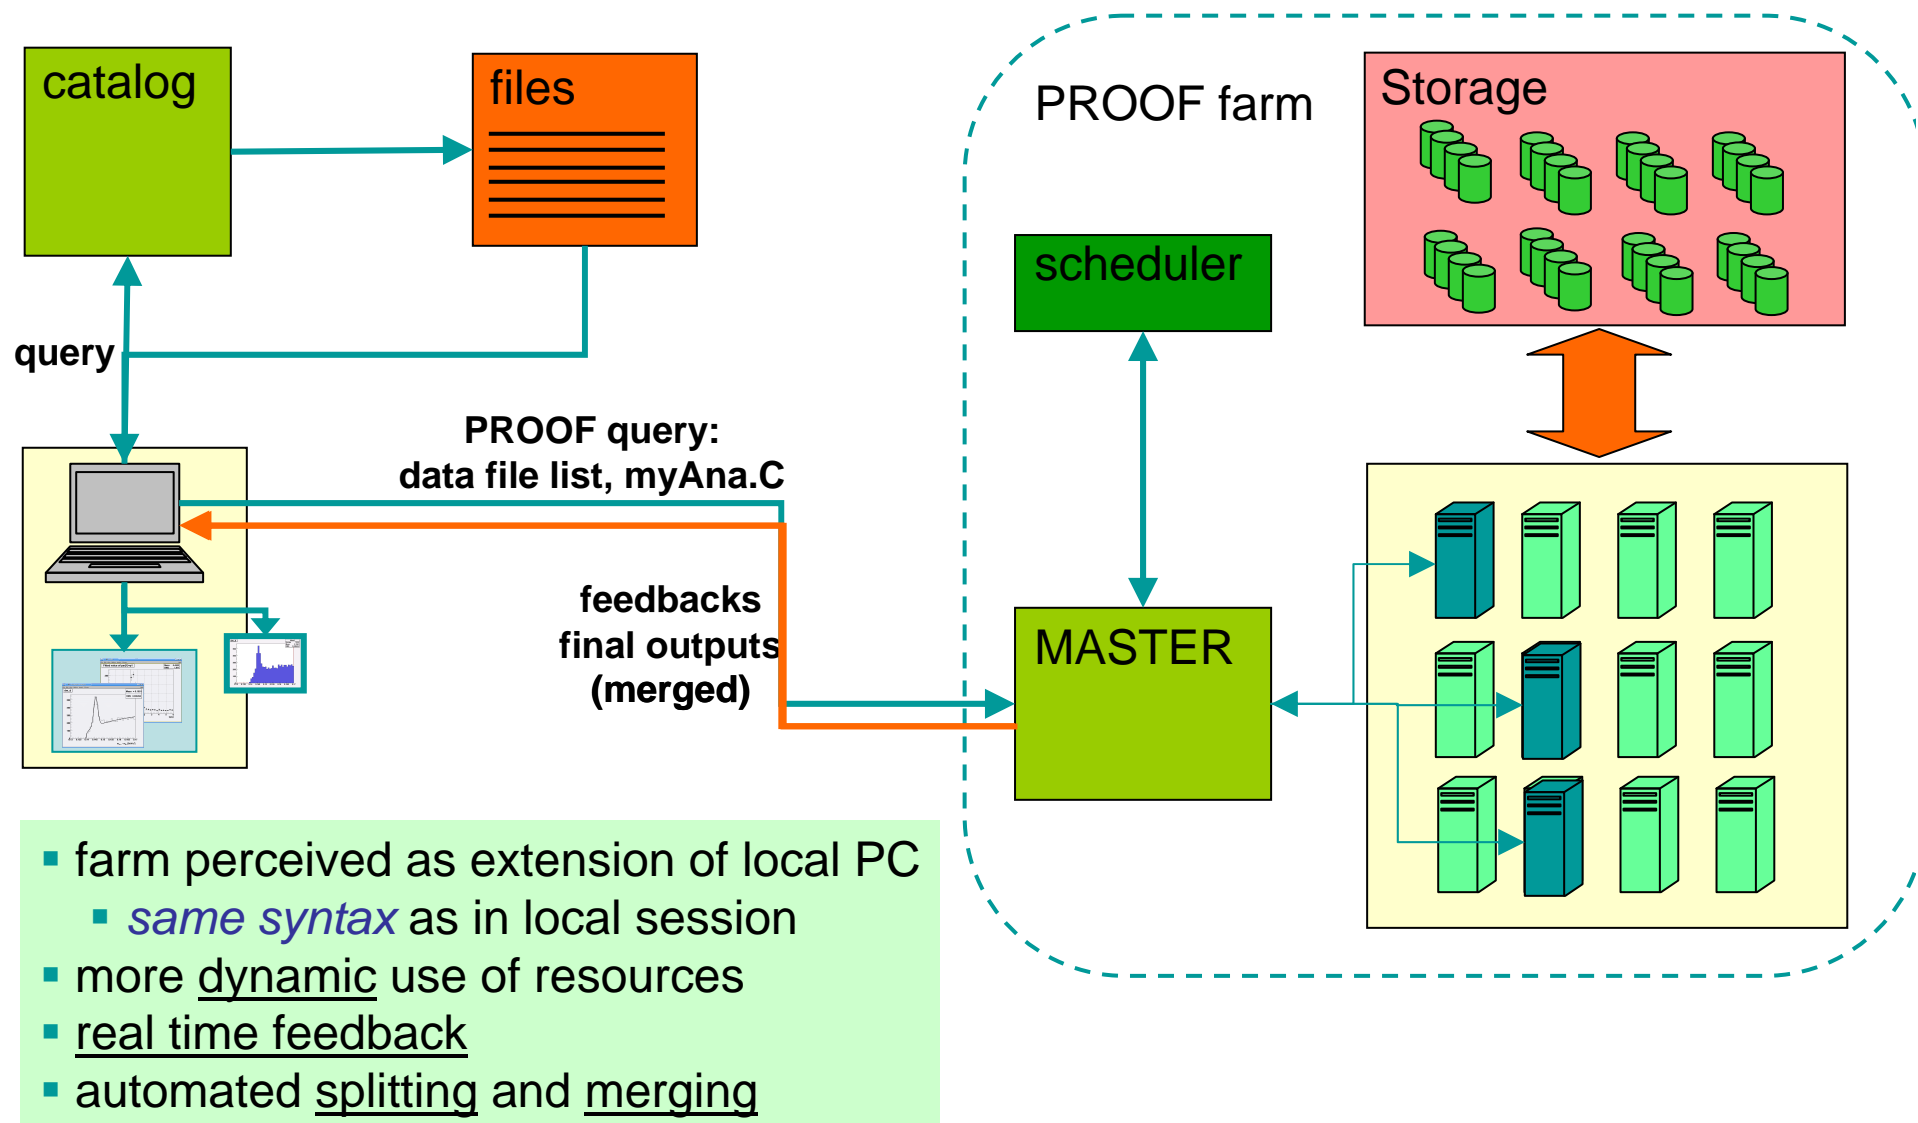 catalog
files
PROOF farm
Storage
scheduler
query
PROOF query:
data file list, myAna.C
feedbacks
final outputs
(merged)
MASTER
farm perceived as extension of local PC
same syntax as in local session
more dynamic use of resources
real time feedback
automated splitting and merging